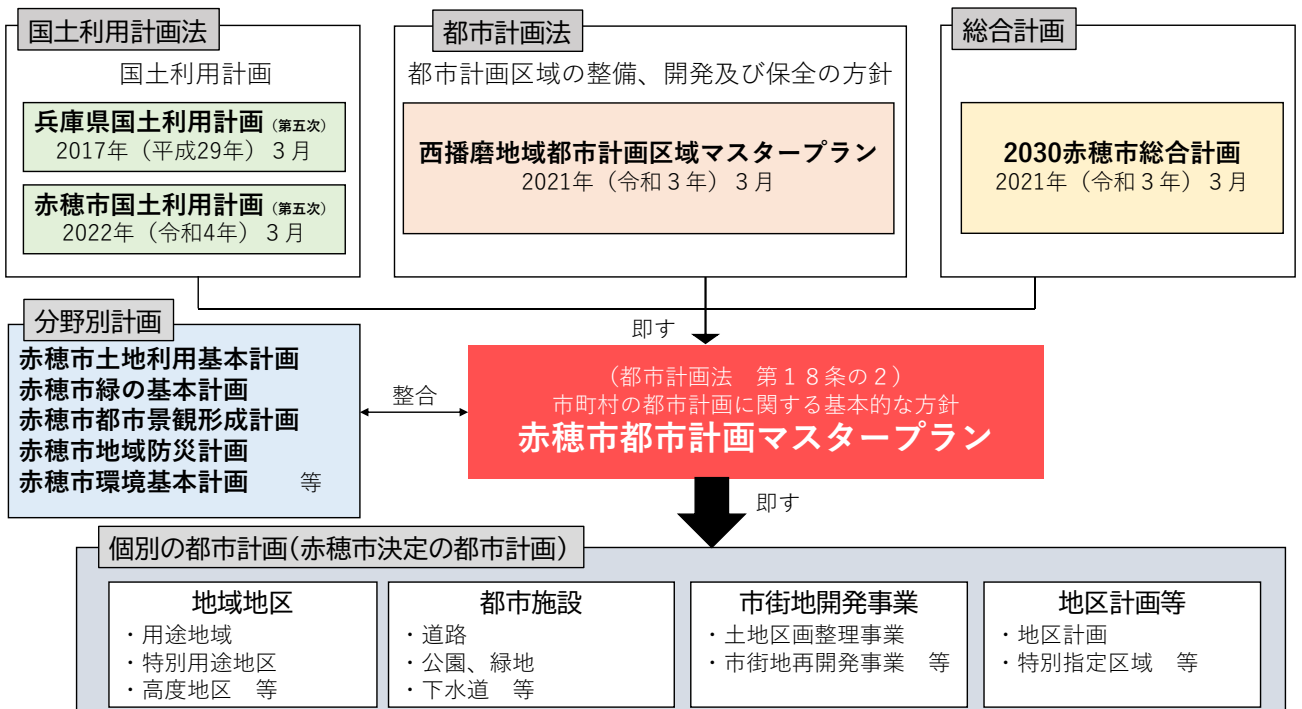 国土利用計画法
国土利用計画
兵庫県国土利用計画（第五次）
2017年（平成29年）３月
赤穂市国土利用計画（第五次）
2022年（令和4年）３月
都市計画法
都市計画区域の整備、開発及び保全の方針
西播磨地域都市計画区域マスタープラン
2021年（令和３年）３月
総合計画
2030赤穂市総合計画
2021年（令和３年）３月
即す
分野別計画
赤穂市土地利用基本計画
赤穂市緑の基本計画
赤穂市都市景観形成計画
赤穂市地域防災計画
赤穂市環境基本計画　等
整合
（都市計画法　第１８条の２）
市町村の都市計画に関する基本的な方針
赤穂市都市計画マスタープラン
即す
個別の都市計画(赤穂市決定の都市計画)
地域地区
・用途地域
・特別用途地区
・高度地区　等
都市施設
・道路
・公園、緑地
・下水道　等
市街地開発事業
・土地区画整理事業
・市街地再開発事業　等
地区計画等
・地区計画
・特別指定区域　等